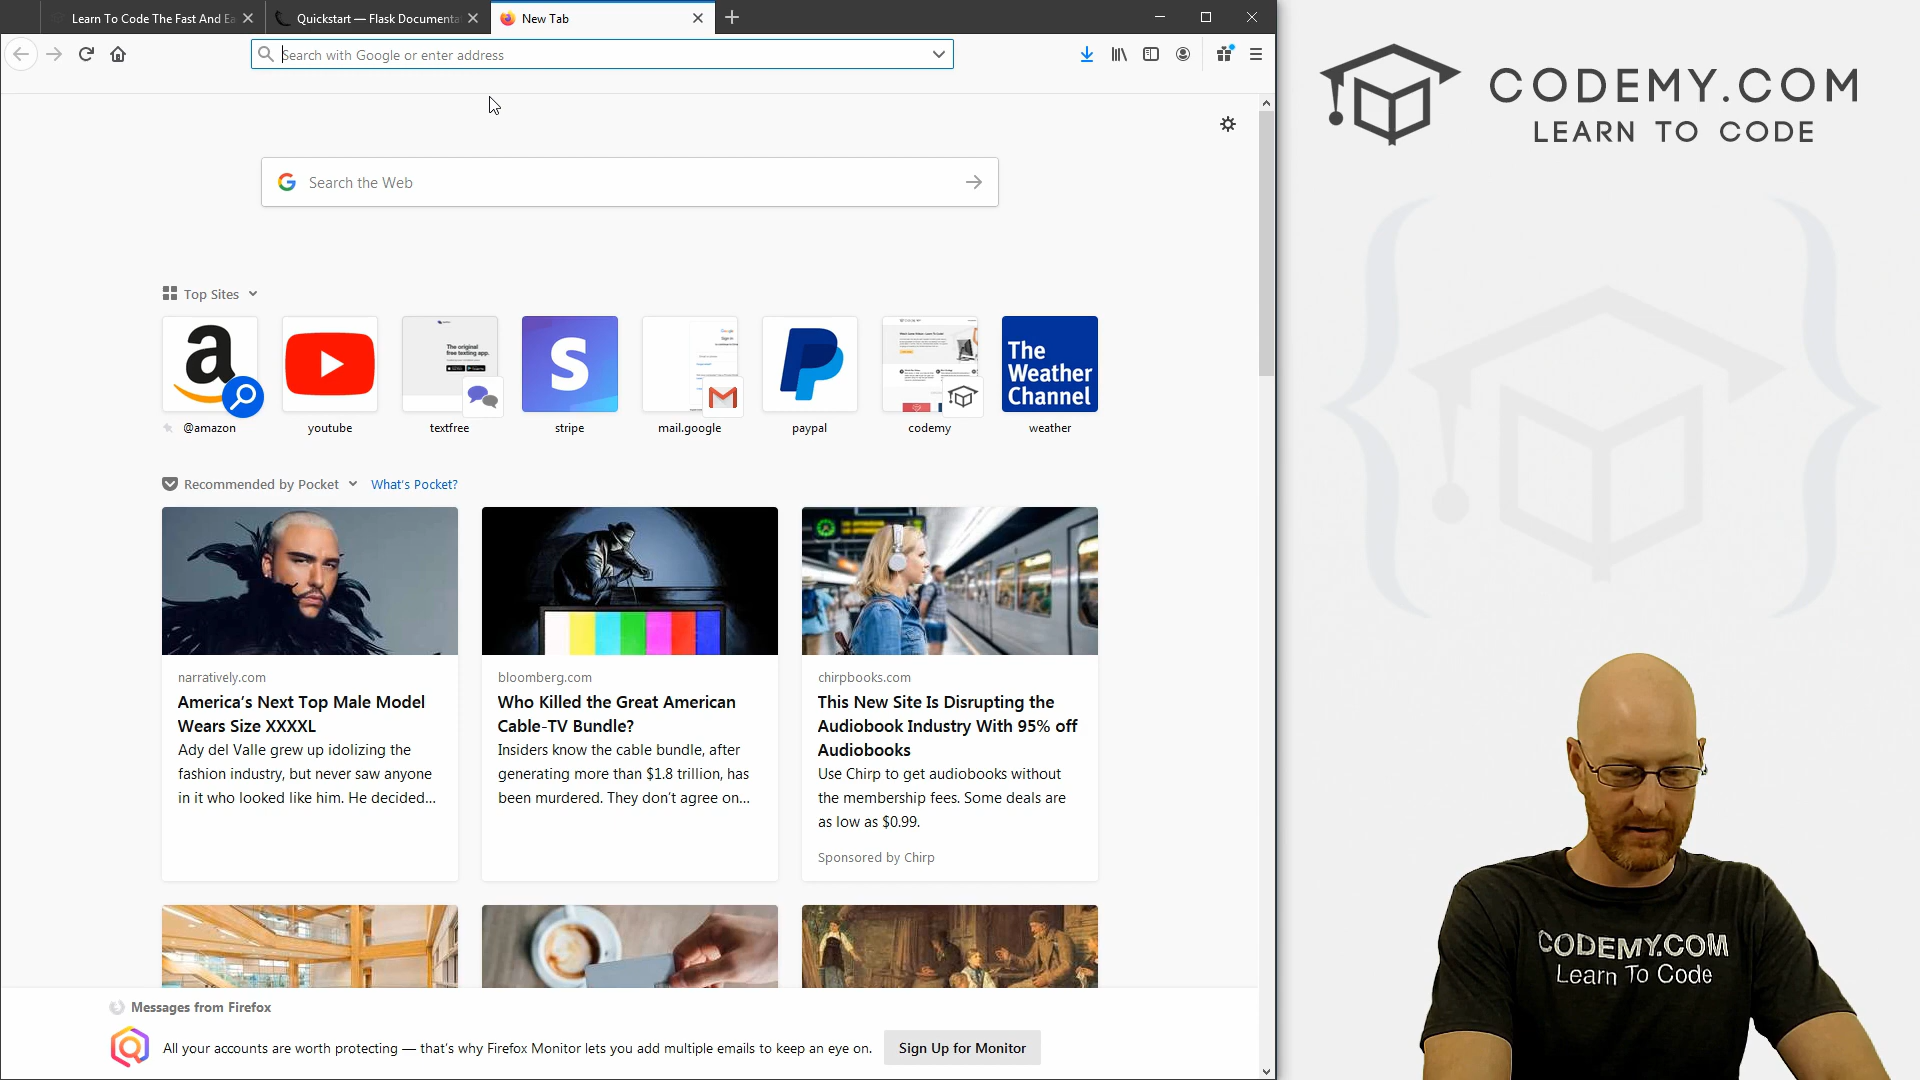 Learn To Code The Fast And Ea
Quickstart — Flask Documenta
New Tab
Search with Google or enter address
CODEMY.COM
LEARN TO CODE
Search the Web
Top Sites
@amazon
youtube
textfree
stripe
mail.google
paypal
codemy
weather
The original
free texting app.
The
Weather
Channel
Recommended by Pocket
What's Pocket?
narratively.com
America's Next Top Male Model
Wears Size XXXXL
Ady del Valle grew up idolizing the
fashion industry, but never saw anyone
in it who looked like him. He decided...
bloomberg.com
Who Killed the Great American
Cable-TV Bundle?
Insiders know the cable bundle, after
generating more than $1.8 trillion, has
been murdered. They don't agree on...
chirpbooks.com
This New Site Is Disrupting the
Audiobook Industry With 95% off
Audiobooks
Use Chirp to get audiobooks without
the membership fees. Some deals are
as low as $0.99.
Sponsored by Chirp
Messages from Firefox
All your accounts are worth protecting — that's why Firefox Monitor lets you add multiple emails to keep an eye on.
Sign Up for Monitor
CODEMY.COM
Learn To Code